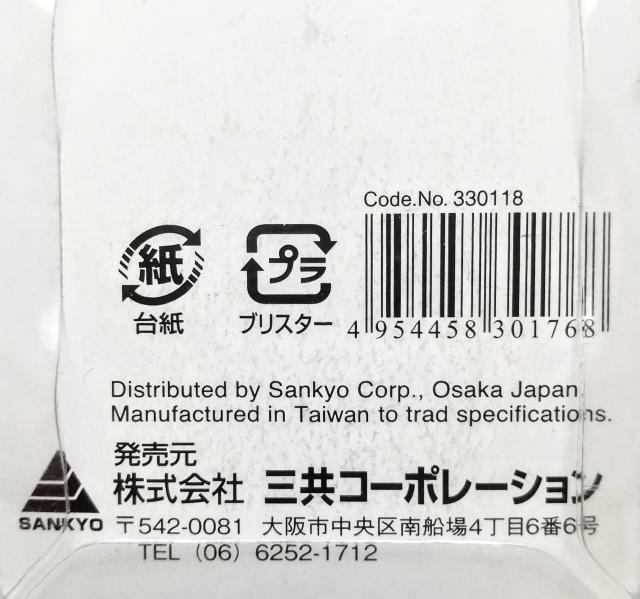 Code.No. 330118
紙
プラ
台紙
ブリスター
4 954458 301768
Distributed by Sankyo Corp., Osaka Japan.
Manufactured in Taiwan to trad specifications.
発売元
株式会社 三共コーポレーション
SANKYO
〒542-0081 大阪市中央区南船場4丁目6番6号
TEL (06) 6252-1712